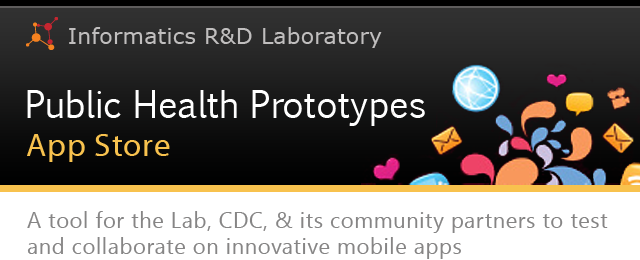 Informatics R&D Laboratory
Public Health Prototypes
App Store
A tool for the Lab, CDC, & its community partners to test
and collaborate on innovative mobile apps